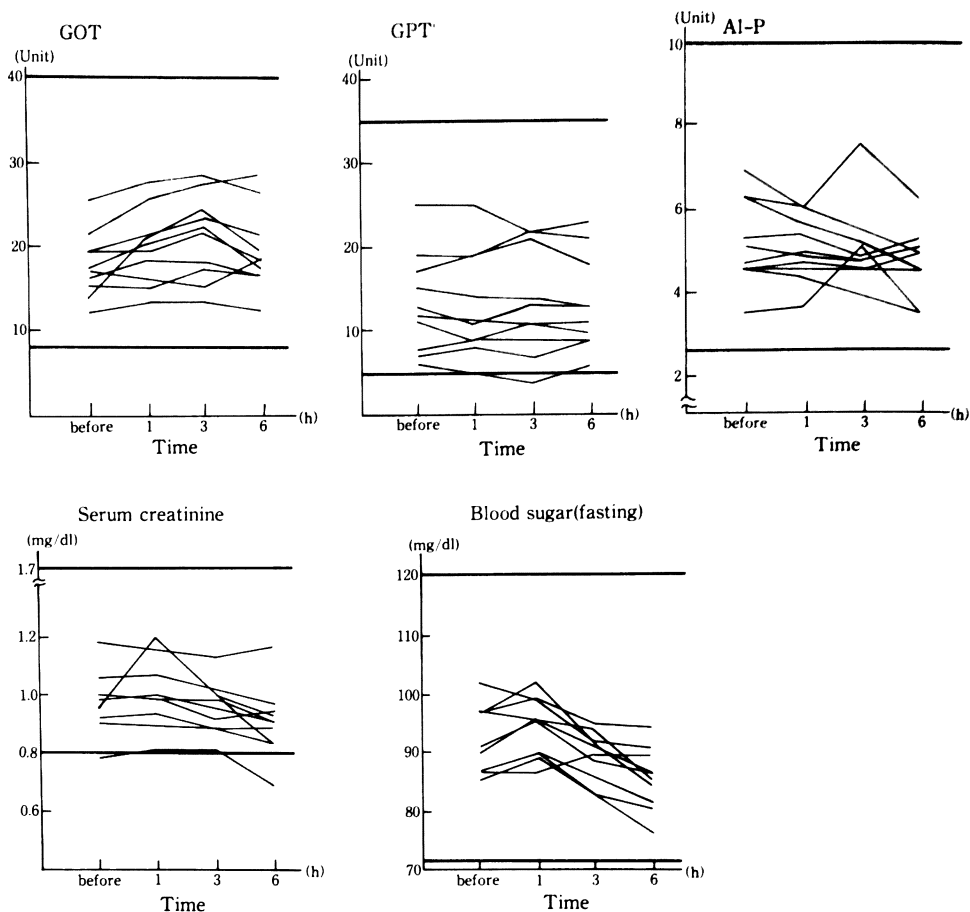 GOT
(Unit)
40
30
20
10
before 1 3 6 (h)
Time
GPT
(Unit)
40
30
20
10
before 1 3 6 (h)
Time
Al-P
(Unit)
10
8
6
4
2
before 1 3 6 (h)
Time
Serum creatinine
(mg/dl)
1.7
1.2
1.0
0.8
0.6
before 1 3 6 (h)
Time
Blood sugar(fasting)
(mg/dl)
120
110
100
90
80
70
before 1 3 6 (h)
Time